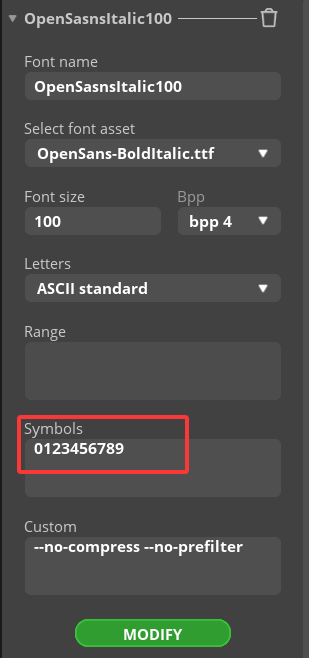 OpenSasnsItalic100
Font name
OpenSasnsItalic100
Select font asset
OpenSans-BoldItalic.ttf
Font size Bpp
100 bpp 4
Letters
ASCII standard
Range
Symbols
0123456789
Custom
--no-compress --no-prefilter
MODIFY